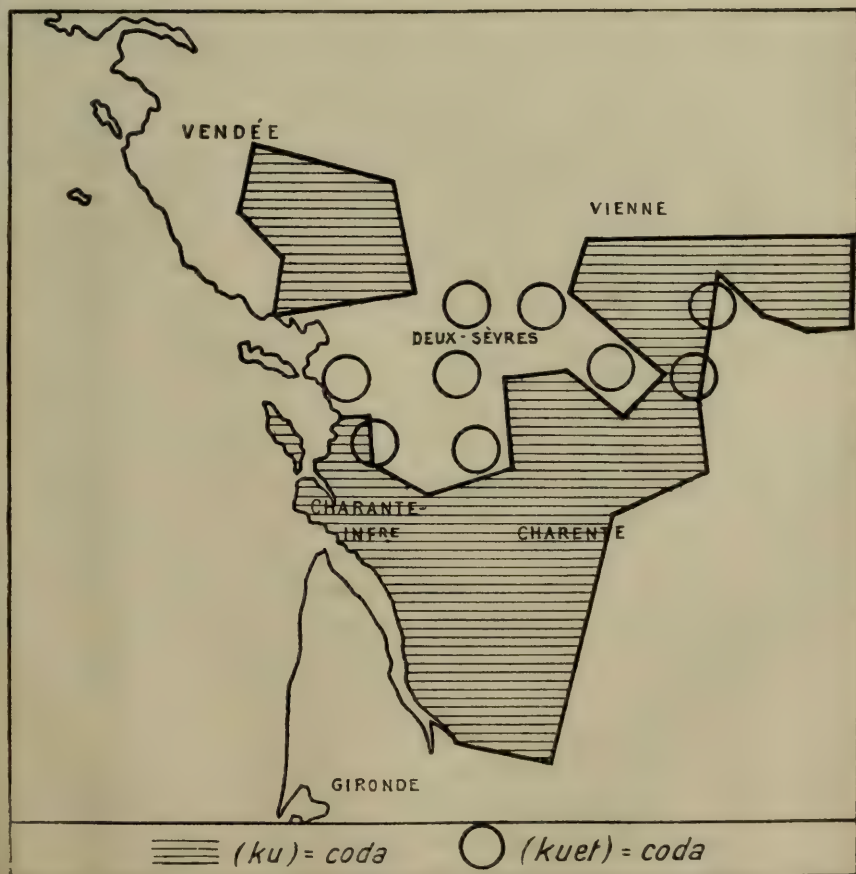 VENDÉE
VIENNE
DEUX-SÈVRES
CHARANTE-
INFRE
CHARENTE
GIRONDE
(ku) = coda
(kuet) = coda